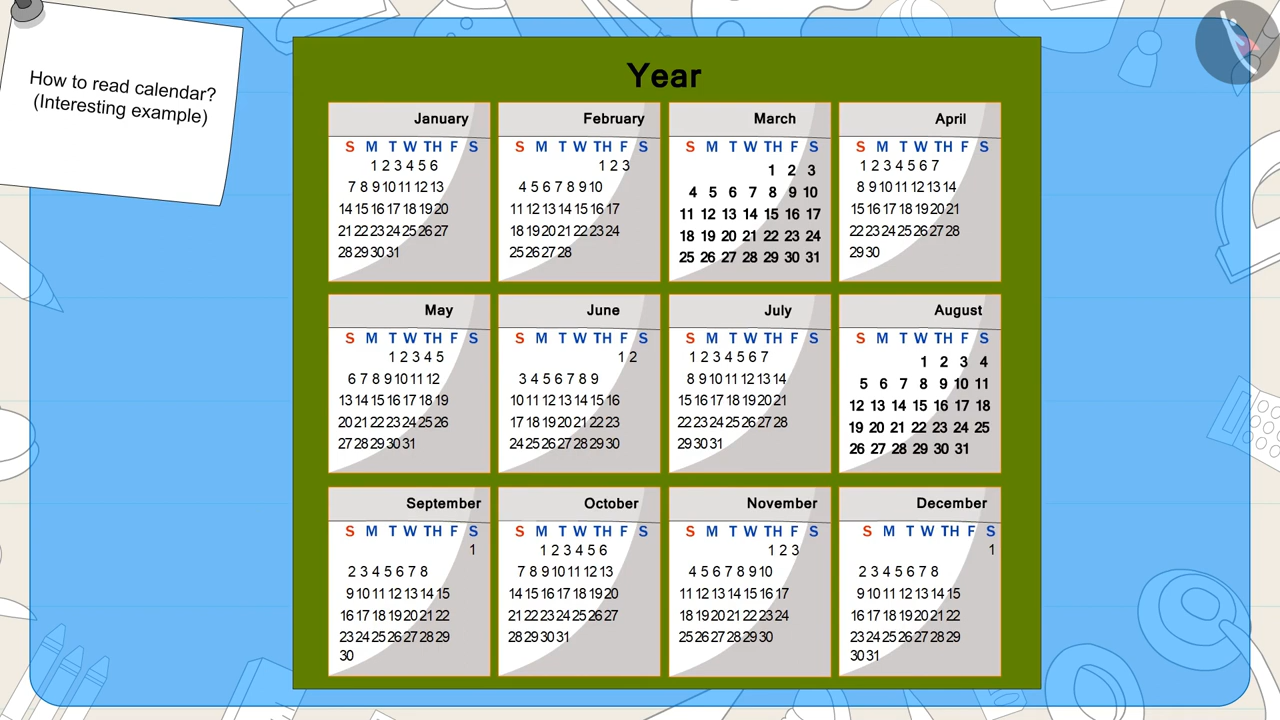 How to read calendar?
(Interesting example)
Year
January
S M T W TH F S
1 2 3 4 5 6
7 8 9 10 11 12 13
14 15 16 17 18 19 20
21 22 23 24 25 26 27
28 29 30 31
February
S M T W TH F S
1 2 3
4 5 6 7 8 9 10
11 12 13 14 15 16 17
18 19 20 21 22 23 24
25 26 27 28
March
S M T W TH F S
1 2 3
4 5 6 7 8 9 10
11 12 13 14 15 16 17
18 19 20 21 22 23 24
25 26 27 28 29 30 31
April
S M T W TH F S
1 2 3 4 5 6 7
8 9 10 11 12 13 14
15 16 17 18 19 20 21
22 23 24 25 26 27 28
29 30
May
S M T W TH F S
1 2 3 4 5
6 7 8 9 10 11 12
13 14 15 16 17 18 19
20 21 22 23 24 25 26
27 28 29 30 31
June
S M T W TH F S
1 2
3 4 5 6 7 8 9
10 11 12 13 14 15 16
17 18 19 20 21 22 23
24 25 26 27 28 29 30
July
S M T W TH F S
1 2 3 4 5 6 7
8 9 10 11 12 13 14
15 16 17 18 19 20 21
22 23 24 25 26 27 28
29 30 31
August
S M T W TH F S
1 2 3 4
5 6 7 8 9 10 11
12 13 14 15 16 17 18
19 20 21 22 23 24 25
26 27 28 29 30 31
September
S M T W TH F S
1
2 3 4 5 6 7 8
9 10 11 12 13 14 15
16 17 18 19 20 21 22
23 24 25 26 27 28 29
30
October
S M T W TH F S
1 2 3 4 5 6
7 8 9 10 11 12 13
14 15 16 17 18 19 20
21 22 23 24 25 26 27
28 29 30 31
November
S M T W TH F S
1 2 3
4 5 6 7 8 9 10
11 12 13 14 15 16 17
18 19 20 21 22 23 24
25 26 27 28 29 30
December
S M T W TH F S
1
2 3 4 5 6 7 8
9 10 11 12 13 14 15
16 17 18 19 20 21 22
23 24 25 26 27 28 29
30 31